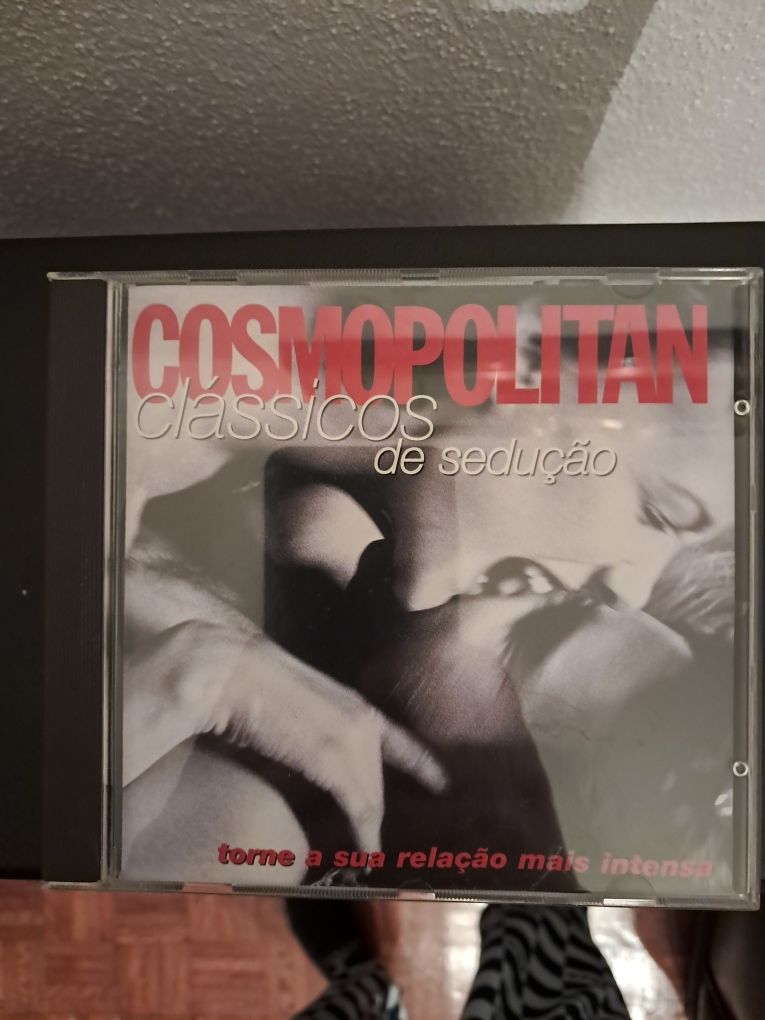 COSMOPOLITAN
clássicos
de sedução
torne a sua relação mais intensa